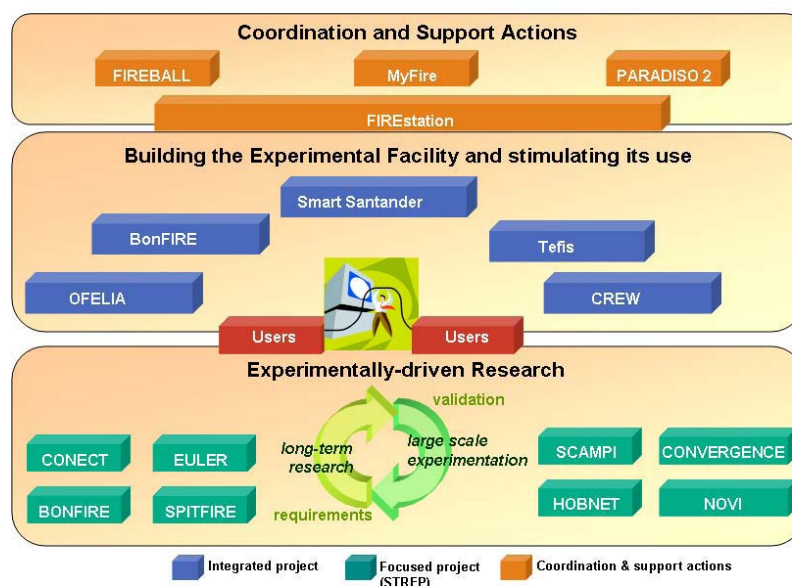 Coordination and Support Actions
FIREBALL
MyFire
PARADISO 2
FIREstation
Building the Experimental Facility and stimulating its use
Smart Santander
BonFIRE
Tefis
OFELIA
CREW
Users
Users
Experimentally-driven Research
validation
long-term
research
large scale
experimentation
requirements
CONECT
EULER
SCAMPI
CONVERGENCE
BONFIRE
SPITFIRE
HOBNET
NOVI
Integrated project
Focused project
(STREP)
Coordination & support actions